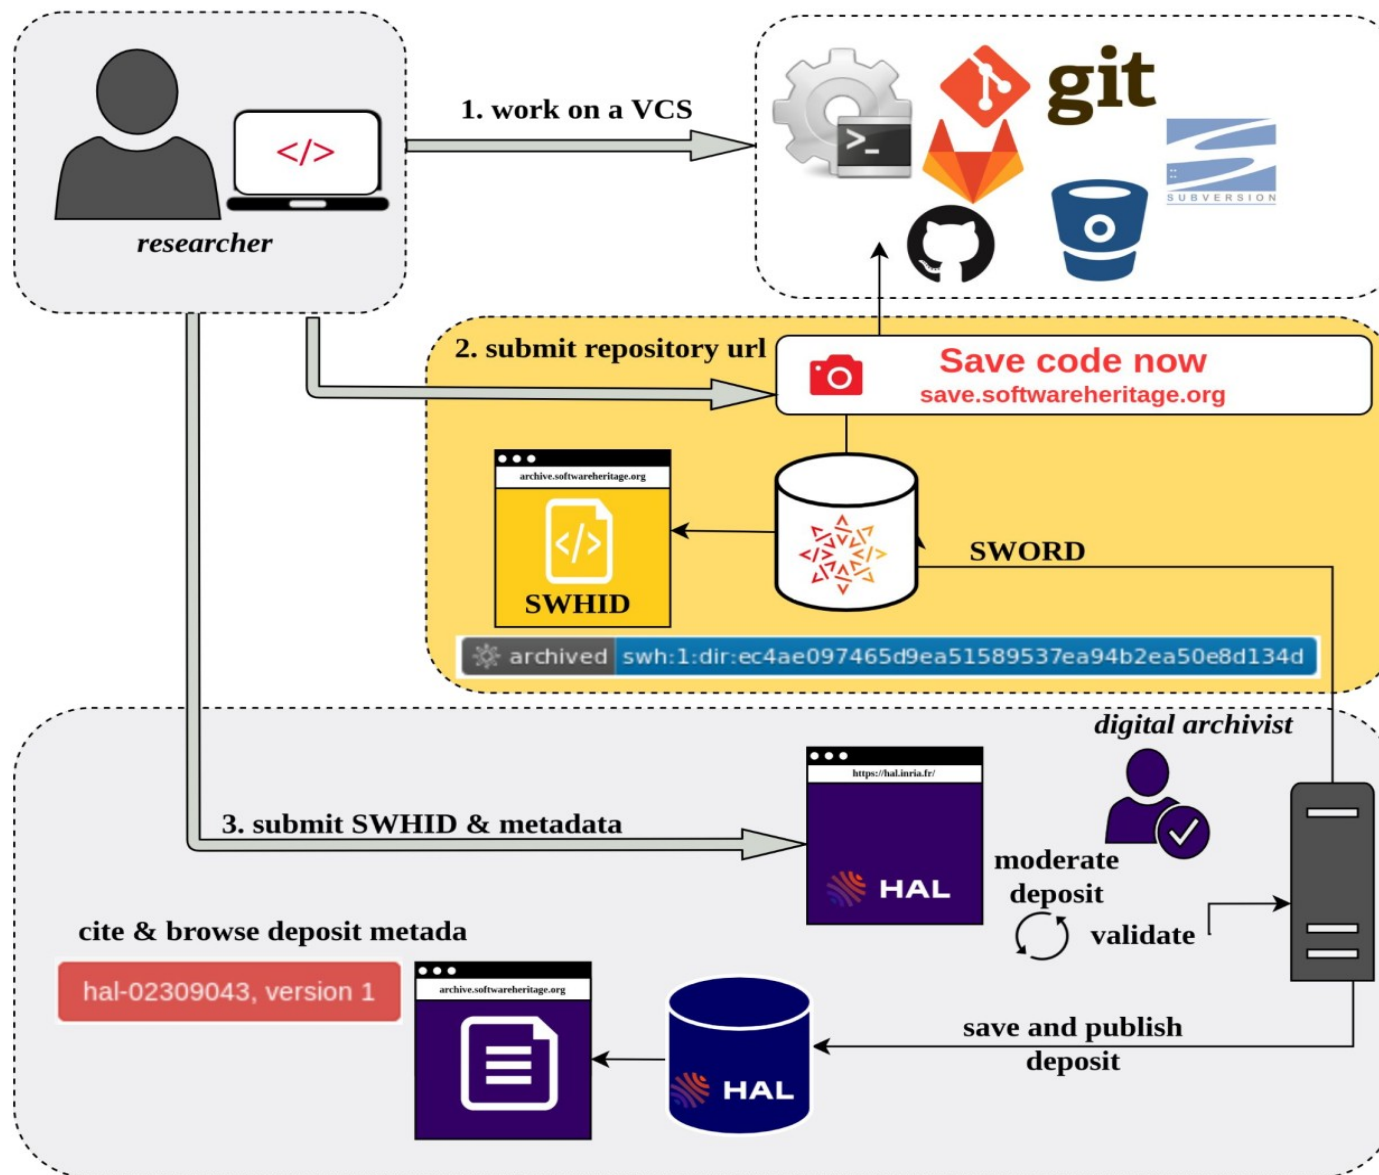 1. work on a VCS
</>
researcher
>_
git
SUBVERSION
2. submit repository url
Save code now
save.softwareheritage.org
archive.softwareheritage.org
</>
SWHID
</>
SWORD
archived swh:1:dir:ec4ae097465d9ea51589537ea94b2ea50e8d134d
digital archivist
https://hal.inria.fr/
3. submit SWHID & metadata
HAL
moderate
deposit
validate
cite & browse deposit metada
hal-02309043, version 1
archive.softwareheritage.org
HAL
save and publish
deposit